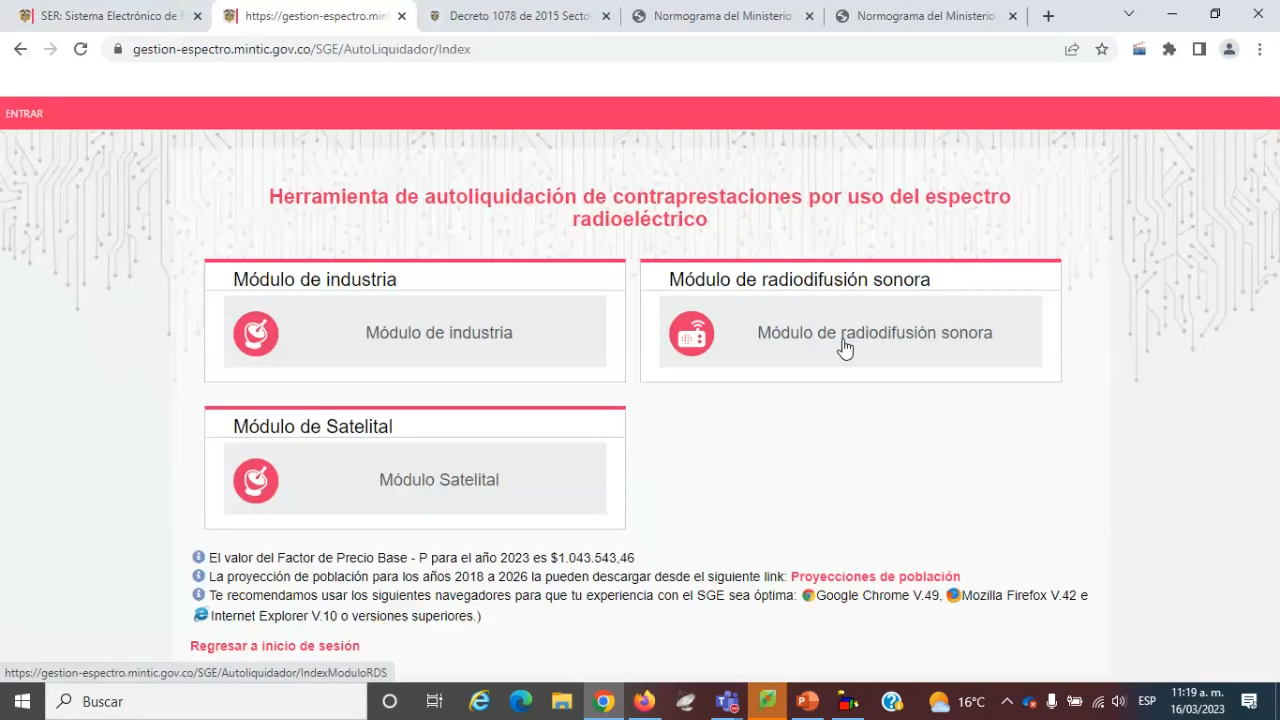 SER: Sistema Electrónico de
https://gestion-espectro.mint
Decreto 1078 de 2015 Secto
Normograma del Ministerio
Normograma del Ministerio
gestion-espectro.mintic.gov.co/SGE/AutoLiquidador/Index
ENTRAR
Herramienta de autoliquidación de contraprestaciones por uso del espectro
radioeléctrico
Módulo de industria
Módulo de radiodifusión sonora
Módulo de industria
Módulo de radiodifusión sonora
Módulo de Satelital
Módulo Satelital
El valor del Factor de Precio Base - P para el año 2023 es $1.043.543,46
La proyección de población para los años 2018 a 2026 la pueden descargar desde el siguiente link: Proyecciones de población
Te recomendamos usar los siguientes navegadores para que tu experiencia con el SGE sea óptima: Google Chrome V.49, Mozilla Firefox V.42 e
Internet Explorer V.10 o versiones superiores.)
Regresar a inicio de sesión
https://gestion-espectro.mintic.gov.co/SGE/Autoliquidador/IndexModuloRDS
Buscar
16°C
ESP
11:19 a. m.
16/03/2023